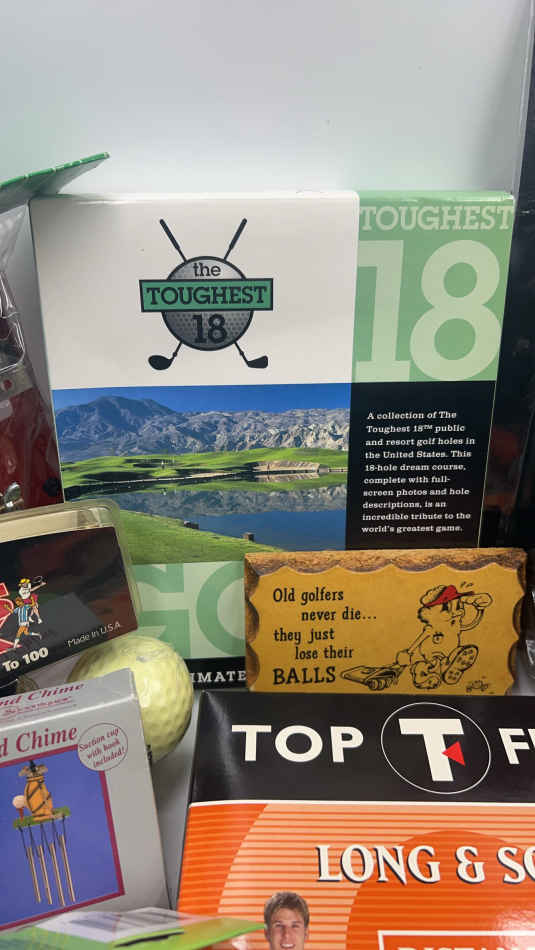 the
TOUGHEST
18
TOUGHEST
18
A collection of The
Toughest 18™ public
and resort golf holes in
the United States. This
18-hole dream course,
complete with full-
screen photos and hole
descriptions, is an
incredible tribute to the
world's greatest game.
GO
Old golfers
never die...
they just
lose their
BALLS
To 100
Made in U.S.A.
Chime
d Chime
Suction cup
with hook
included!
TOP
T
LONG &